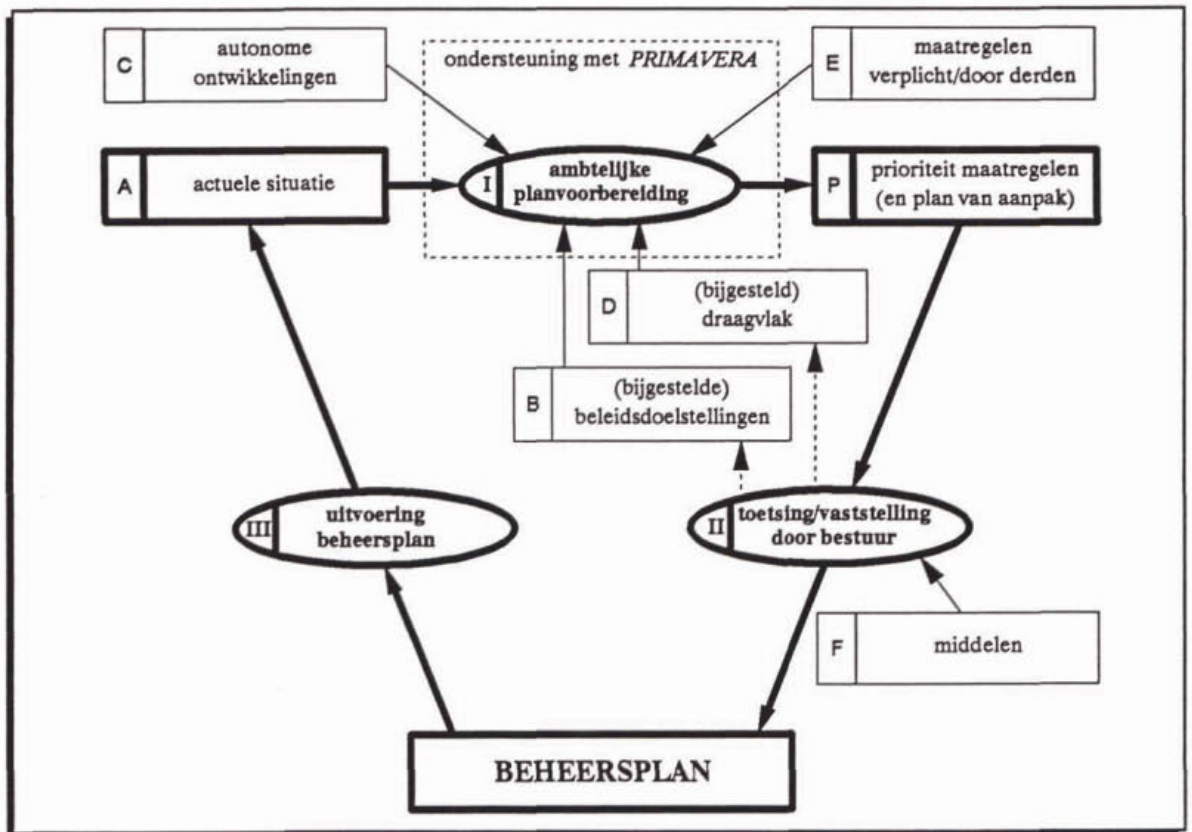 C
autonome
ontwikkelingen
ondersteuning met PRIMAVERA
E
maatregelen
verplicht/door derden
A
actuele situatie
I
ambtelijke
planvoorbereiding
P
prioriteit maatregelen
(en plan van aanpak)
D
(bijgesteld)
draagvlak
B
(bijgestelde)
beleidsdoelstellingen
III
uitvoering
beheersplan
II
toetsing/vaststelling
door bestuur
F
middelen
BEHEERSPLAN